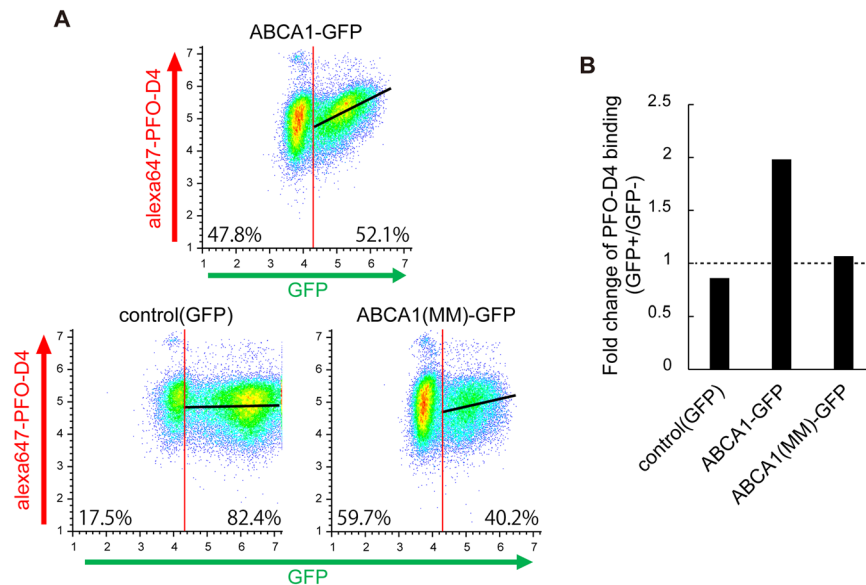 A
ABCA1-GFP
alexa647-PFO-D4
7
6
5
4
3
2
1
47.8%
52.1%
1 2 3 4 5 6 7
GFP
control(GFP)
ABCA1(MM)-GFP
alexa647-PFO-D4
7
6
5
4
3
2
1
17.5%
82.4%
1 2 3 4 5 6 7
7
6
5
4
3
2
1
59.7%
40.2%
1 2 3 4 5 6 7
GFP
B
Fold change of PFO-D4 binding
(GFP+/GFP-)
2.5
2
1.5
1
0.5
0
control(GFP)
ABCA1-GFP
ABCA1(MM)-GFP